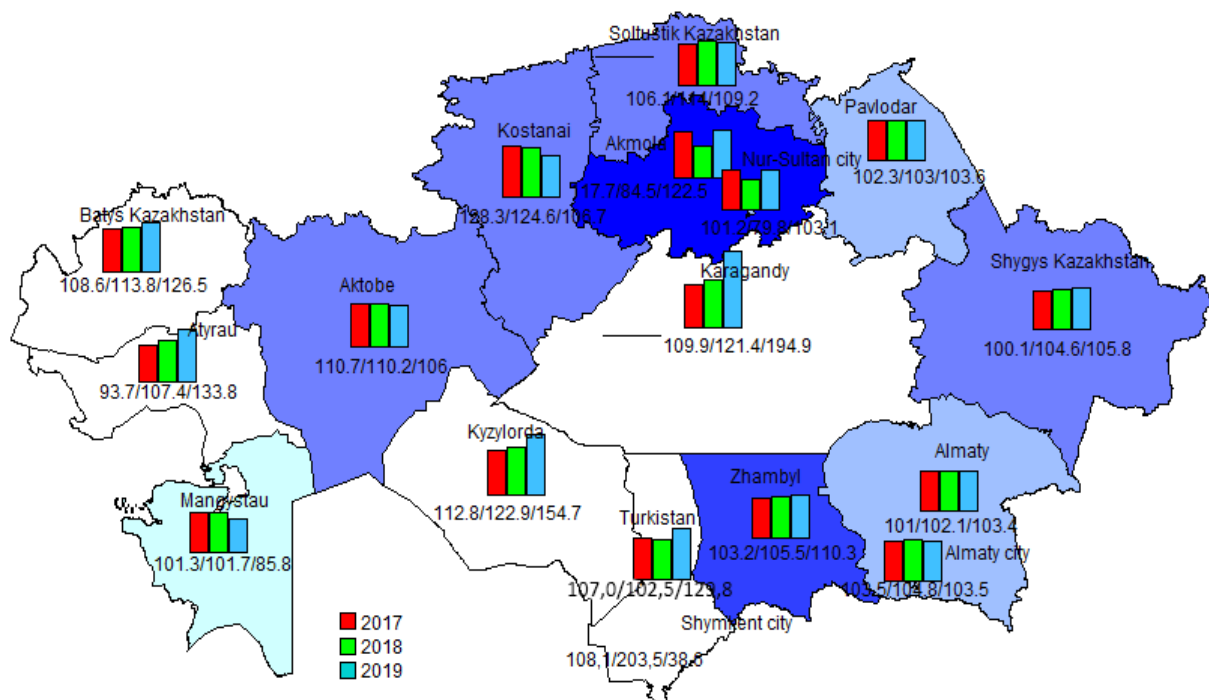 Soltustik Kazakhstan
106.1/114/109.2
Pavlodar
102.3/103/103.6
Kostanai
128.3/124.6/106.7
Akmola
17.7/84.5/122.5
Nur-Sultan city
101.2/79.8/103.1
Batys Kazakhstan
108.6/113.8/126.5
Aktobe
110.7/110.2/106
Karagandy
109.9/121.4/194.9
Shygys Kazakhstan
100.1/104.6/105.8
Atyrau
93.7/107.4/133.8
Kyzylorda
112.8/122.9/154.7
Zhambyl
103.2/105.5/110.3
Almaty
101/102.1/103.4
Mangystau
101.3/101.7/85.8
Turkistan
107,0/102,5/129,8
Almaty city
103.5/104.8/103.5
Shymkent city
108,1/203,5/38.6
2017
2018
2019